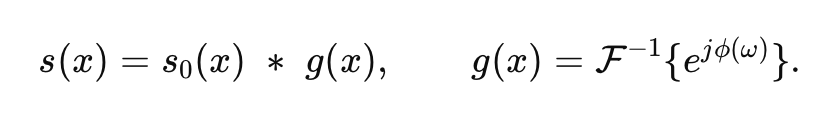 s(x) = s₀(x) * g(x),    g(x) = ℱ⁻¹{e^{jϕ(ω)}}.